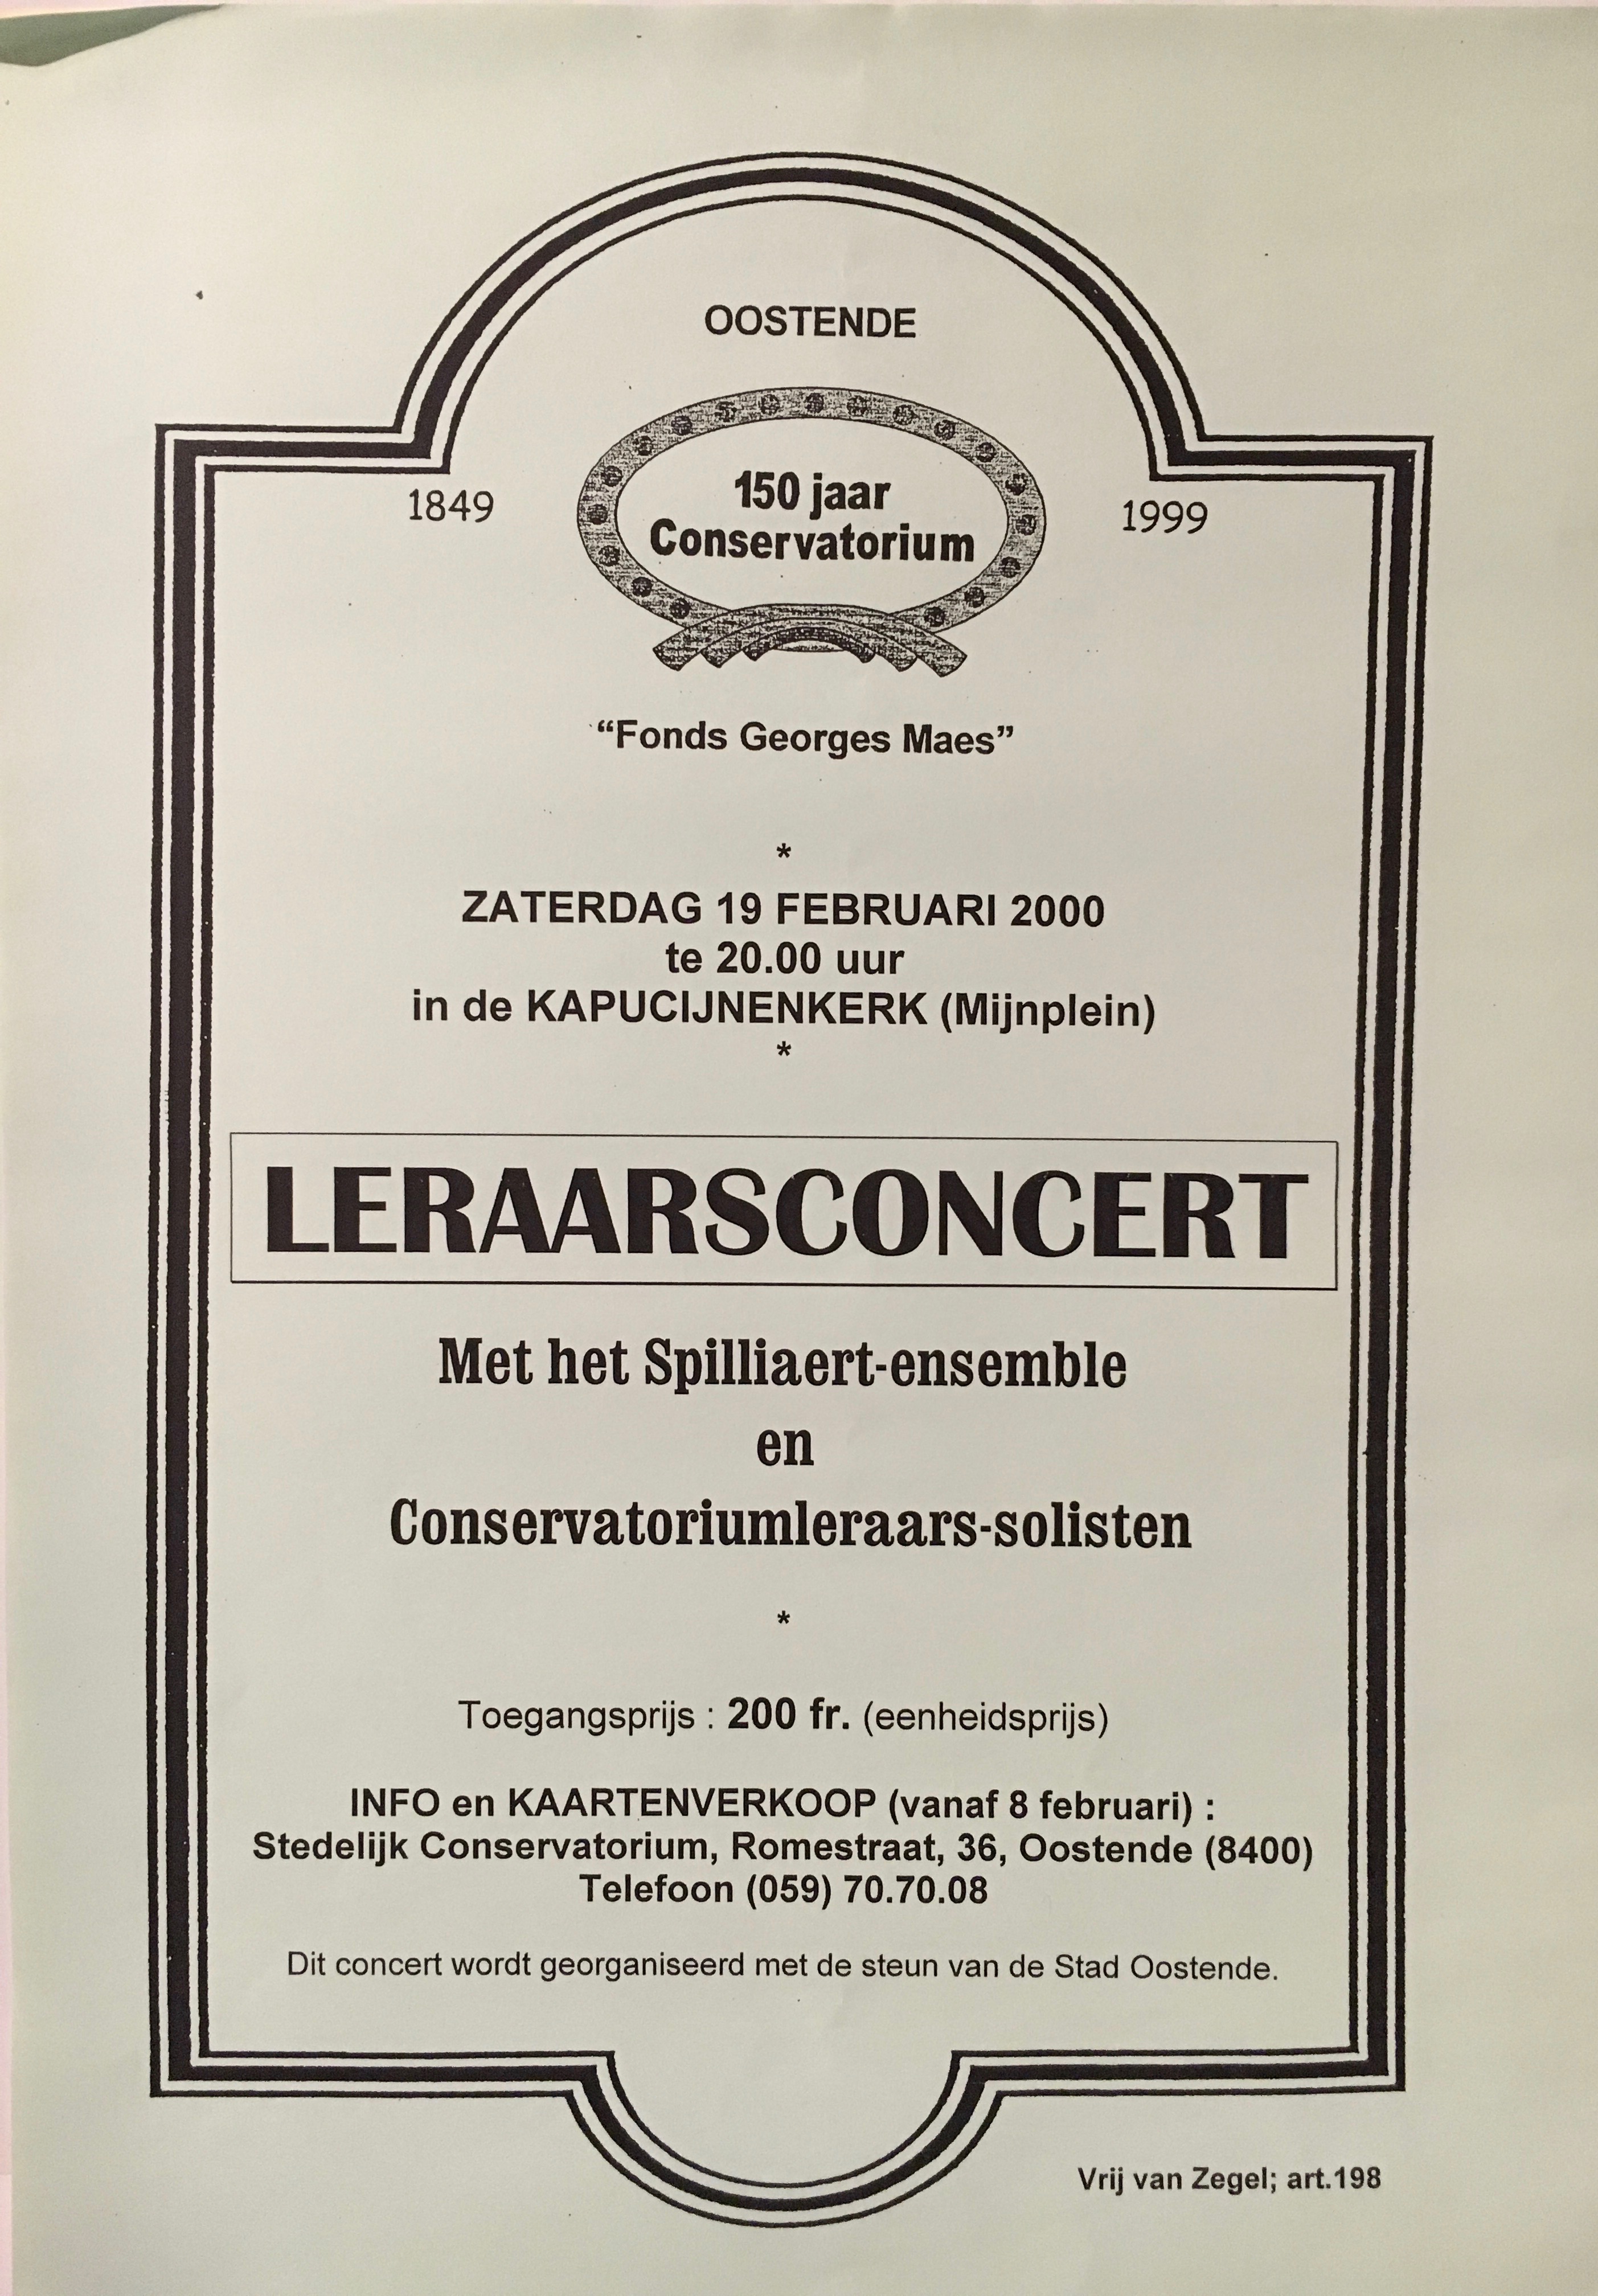 OOSTENDE
1849
150 jaar
Conservatorium
1999
“Fonds Georges Maes”
*
ZATERDAG 19 FEBRUARI 2000
te 20.00 uur
in de KAPUCIJNENKERK (Mijnplein)
*
LERAARSCONCERT
Met het Spilliaert-ensemble
en
Conservatoriumleraars-solisten
*
Toegangsprijs : 200 fr. (eenheidsprijs)
INFO en KAARTENVERKOOP (vanaf 8 februari) :
Stedelijk Conservatorium, Romestraat, 36, Oostende (8400)
Telefoon (059) 70.70.08
Dit concert wordt georganiseerd met de steun van de Stad Oostende.
Vrij van Zegel; art.198